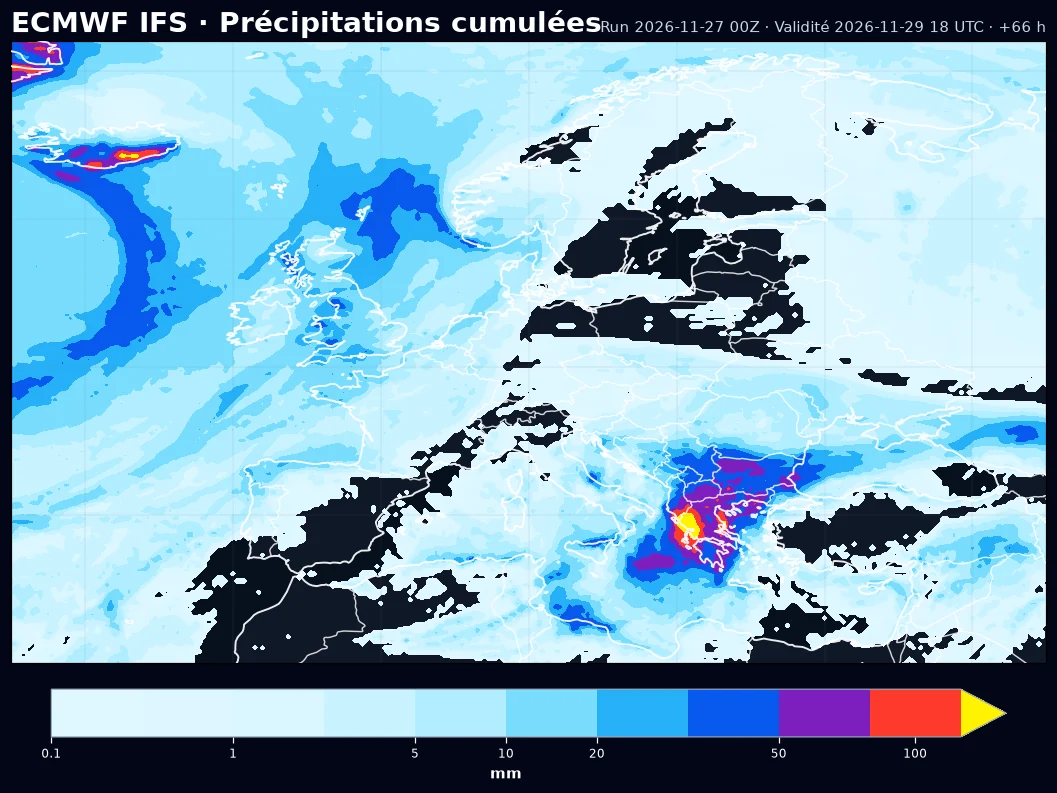 ECMWF IFS · Précipitations cumulées
Run 2026-11-27 00Z · Validité 2026-11-29 18 UTC · +66 h
0.1 1 5 10 20 50 100
mm